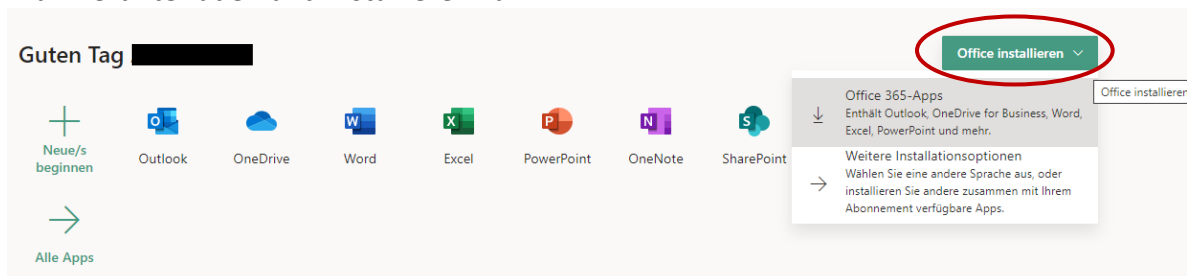 Guten Tag
Office installieren
Office 365-Apps
Enthält Outlook, OneDrive for Business, Word,
Excel, PowerPoint und mehr.
Office installieren
Weitere Installationsoptionen
Wählen Sie eine andere Sprache aus, oder
installieren Sie andere zusammen mit Ihrem
Abonnement verfügbare Apps.
Neue/s
beginnen
Outlook
OneDrive
Word
Excel
PowerPoint
OneNote
SharePoint
Alle Apps